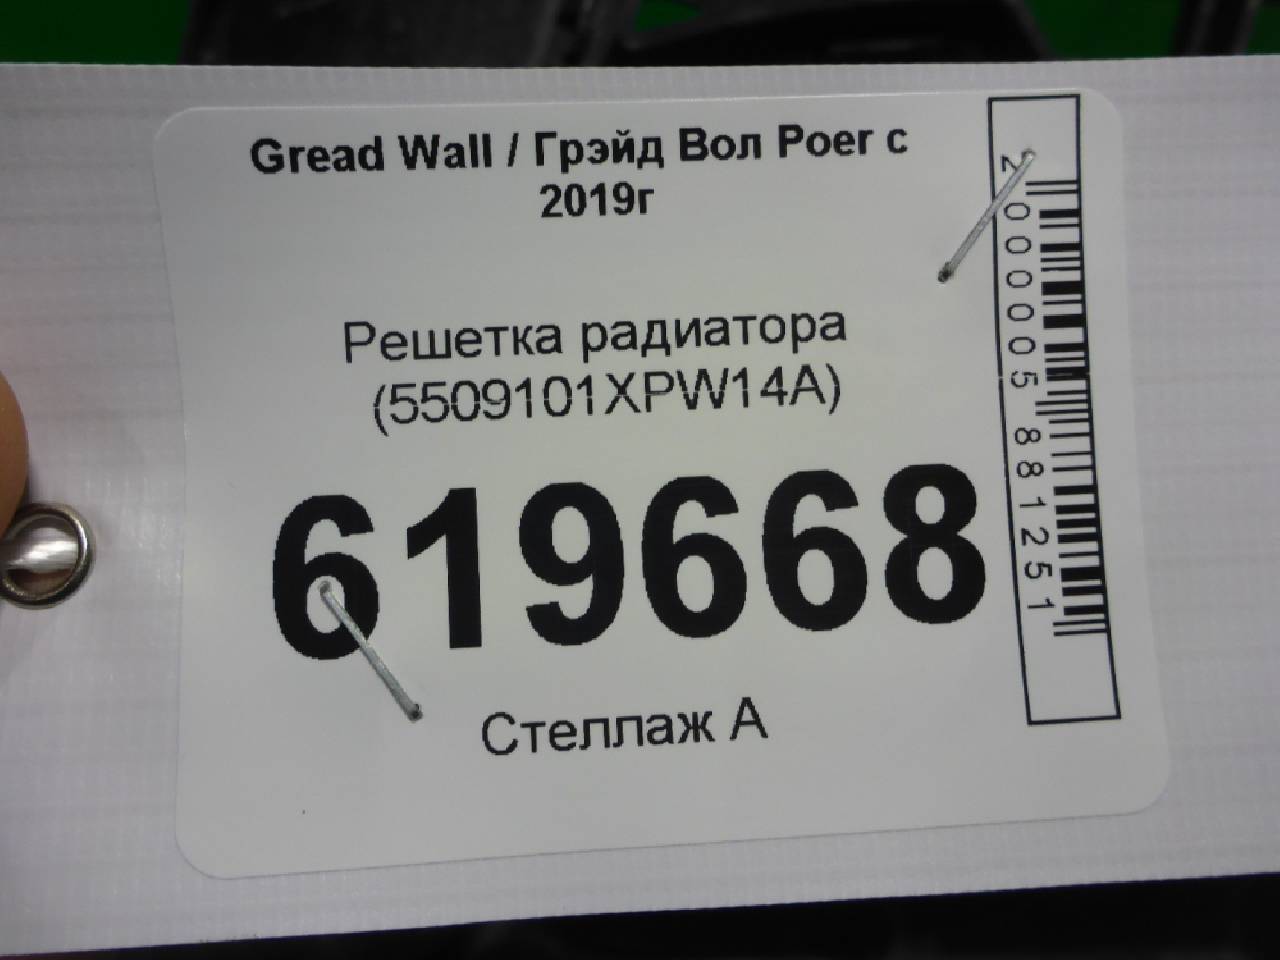 Gread Wall / Грэйд Вол Poer с
2019г
Решетка радиатора
(5509101XPW14A)
619668
Стеллаж А
2000005881251